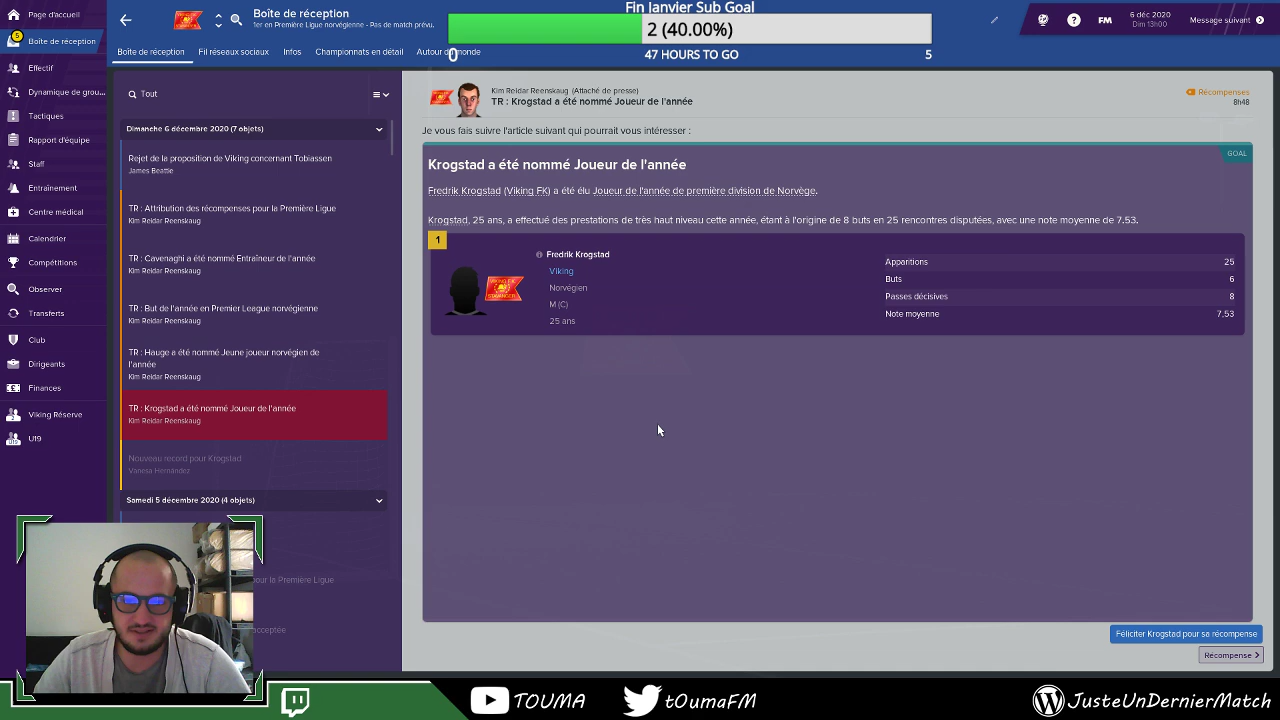 Fin Janvier Sub Goal
2 (40.00%)
0
47 HOURS TO GO
5
Boîte de réception
1er en Première Ligue norvégienne - Pas de match prévu.
FM
6 déc 2020
Dim 13h00
Message suivant
Boîte de réception
Fil réseaux sociaux
Infos
Championnats en détail
Autour du monde
Page d'accueil
5
Boîte de réception
Effectif
Dynamique de grou...
Tactiques
Rapport d'équipe
Staff
Entraînement
Centre médical
Calendrier
Compétitions
Observer
Transferts
Club
Dirigeants
Finances
Viking Réserve
U19
Tout
Dimanche 6 décembre 2020 (7 objets)
Rejet de la proposition de Viking concernant Tobiassen
James Beattie
TR : Attribution des récompenses pour la Première Ligue
Kim Reidar Reenskaug
TR : Cavenaghi a été nommé Entraîneur de l'année
Kim Reidar Reenskaug
TR : But de l'année en Premier League norvégienne
Kim Reidar Reenskaug
TR : Hauge a été nommé Jeune joueur norvégien de
l'année
Kim Reidar Reenskaug
TR : Krogstad a été nommé Joueur de l'année
Kim Reidar Reenskaug
Nouveau record pour Krogstad
Vanesa Hernández
Samedi 5 décembre 2020 (4 objets)
pour la Première Ligue
acceptée
Kim Reidar Reenskaug (Attaché de presse)
TR : Krogstad a été nommé Joueur de l'année
Récompenses
8h48
Je vous fais suivre l'article suivant qui pourrait vous intéresser :
GOAL
Krogstad a été nommé Joueur de l'année
Fredrik Krogstad (Viking FK) a été élu Joueur de l'année de première division de Norvège.
Krogstad, 25 ans, a effectué des prestations de très haut niveau cette année, étant à l'origine de 8 buts en 25 rencontres disputées, avec une note moyenne de 7.53.
1
Fredrik Krogstad
Viking
Norvégien
M (C)
25 ans
Apparitions 25
Buts 6
Passes décisives 8
Note moyenne 7.53
Féliciter Krogstad pour sa récompense
Récompense
TOUMA
tOumaFM
JusteUnDernierMatch